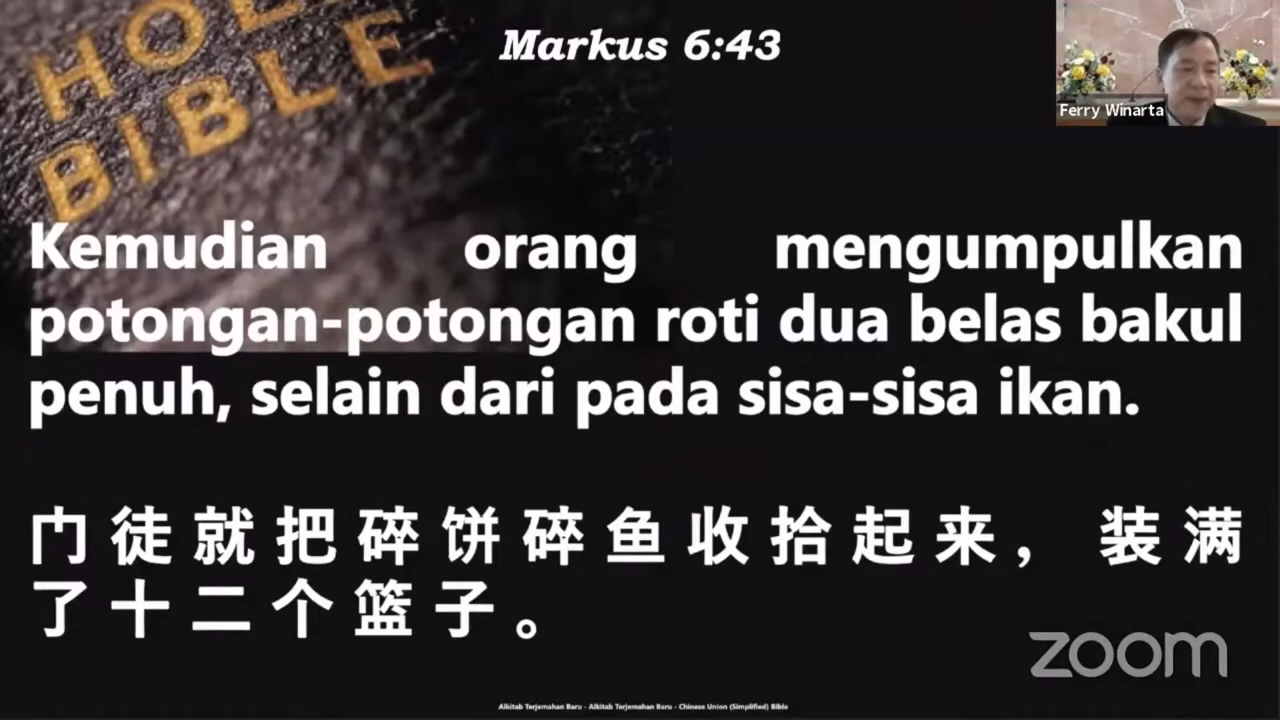 HOLY
BIBLE
Markus 6:43
Ferry Winarta
Kemudian orang mengumpulkan
potongan-potongan roti dua belas bakul
penuh, selain dari pada sisa-sisa ikan.
门徒就把碎饼碎鱼收拾起来，装满
了十二个篮子。
zoom
Alkitab Terjemahan Baru - Alkitab Terjemahan Baru - Chinese Union (Simplified) Bible